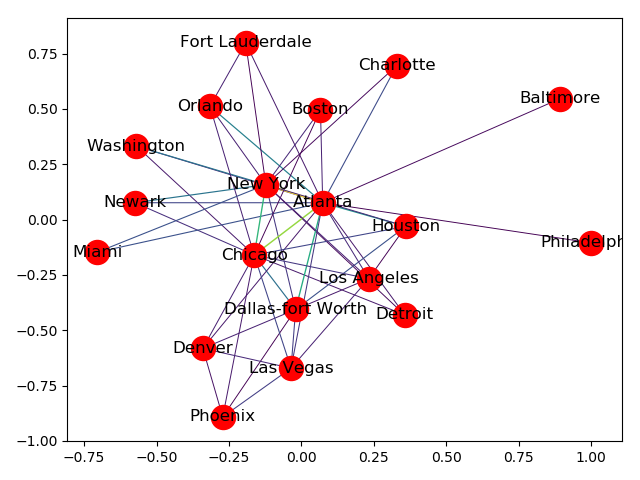 Fort Lauderdale
Charlotte
Orlando
Boston
Baltimore
Washington
New York
Newark
Atlanta
Houston
Miami
Chicago
Philadelph
Los Angeles
Dallas-fort Worth
Detroit
Denver
Las Vegas
Phoenix
0.75
0.50
0.25
0.00
−0.25
−0.50
−0.75
−1.00
−0.75 −0.50 −0.25 0.00 0.25 0.50 0.75 1.00